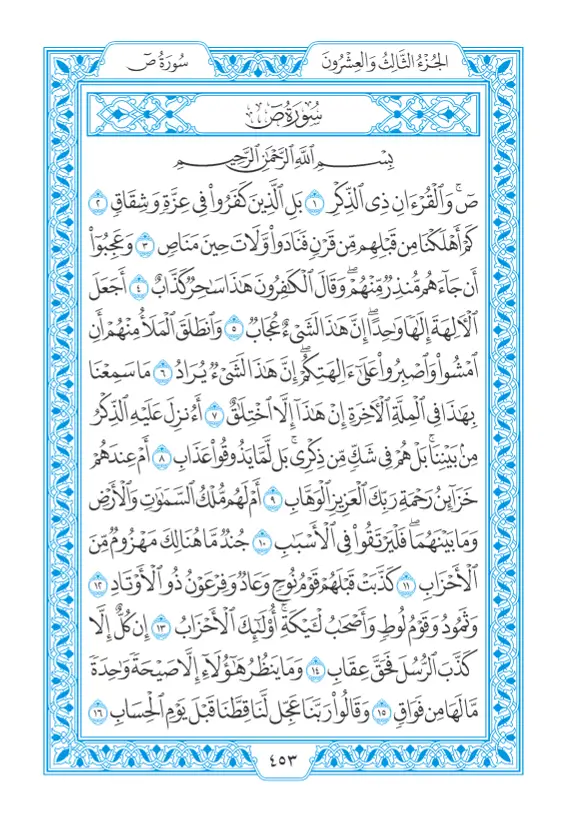 الجُزْءُ الثَّالِثُ وَالعِشْرُونَ
سُورَةُ صٓ
سُورَةُ صٓ
بِسْمِ ٱللَّهِ ٱلرَّحْمَٰنِ ٱلرَّحِيمِ
صٓۚ وَٱلْقُرْءَانِ ذِى ٱلذِّكْرِ ١ بَلِ ٱلَّذِينَ كَفَرُوا۟ فِى عِزَّةٍ وَشِقَاقٍ ٢
كَمْ أَهْلَكْنَا مِن قَبْلِهِم مِّن قَرْنٍ فَنَادَوا۟ وَّلَاتَ حِينَ مَنَاصٍ ٣ وَعَجِبُوٓا۟
أَن جَآءَهُم مُّنذِرٌ مِّنْهُمْۖ وَقَالَ ٱلْكَٰفِرُونَ هَٰذَا سَٰحِرٌ كَذَّابٌ ٤ أَجَعَلَ
ٱلْءَالِهَةَ إِلَٰهًا وَٰحِدًاۖ إِنَّ هَٰذَا لَشَىْءٌ عُجَابٌ ٥ وَٱنطَلَقَ ٱلْمَلَأُ مِنْهُمْ أَنِ
ٱمْشُوا۟ وَٱصْبِرُوا۟ عَلَىٰٓ ءَالِهَتِكُمْۖ إِنَّ هَٰذَا لَشَىْءٌ يُرَادُ ٦ مَا سَمِعْنَا
بِهَٰذَا فِى ٱلْمِلَّةِ ٱلْءَاخِرَةِ إِنْ هَٰذَآ إِلَّا ٱخْتِلَٰقٌ ٧ أَءُنزِلَ عَلَيْهِ ٱلذِّكْرُ
مِنۢ بَيْنِنَاۚ بَلْ هُمْ فِى شَكٍّ مِّن ذِكْرِىۚ بَل لَّمَّا يَذُوقُوا۟ عَذَابِ ٨ أَمْ عِندَهُمْ
خَزَآئِنُ رَحْمَةِ رَبِّكَ ٱلْعَزِيزِ ٱلْوَهَّابِ ٩ أَمْ لَهُم مُّلْكُ ٱلسَّمَٰوَٰتِ وَٱلْأَرْضِ
وَمَا بَيْنَهُمَاۖ فَلْيَرْتَقُوا۟ فِى ٱلْأَسْبَٰبِ ١٠ جُندٌ مَّا هُنَالِكَ مَهْزُومٌ مِّنَ
ٱلْأَحْزَابِ ١١ كَذَّبَتْ قَبْلَهُمْ قَوْمُ نُوحٍ وَعَادٌ وَفِرْعَوْنُ ذُو ٱلْأَوْتَادِ ١٢
وَثَمُودُ وَقَوْمُ لُوطٍ وَأَصْحَٰبُ لْـَٔيْكَةِۚ أُو۟لَٰٓئِكَ ٱلْأَحْزَابُ ١٣ إِن كُلٌّ إِلَّا
كَذَّبَ ٱلرُّسُلَ فَحَقَّ عِقَابِ ١٤ وَمَا يَنظُرُ هَٰٓؤُلَآءِ إِلَّا صَيْحَةً وَٰحِدَةً
مَّا لَهَا مِن فَوَاقٍ ١٥ وَقَالُوا۟ رَبَّنَا عَجِّل لَّنَا قِطَّنَا قَبْلَ يَوْمِ ٱلْحِسَابِ ١٦
٤٥٣